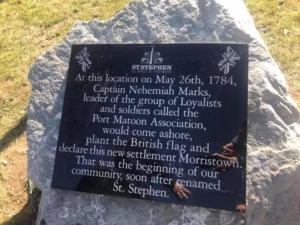 ST STEPHEN
At this location on May 26th, 1784,
Captain Nehemiah Marks,
leader of the group of Loyalists
and soldiers called the
Port Matoon Association,
would come ashore,
plant the British flag and
declare this new settlement Morristown.
That was the beginning of our
community, soon after renamed
St. Stephen.